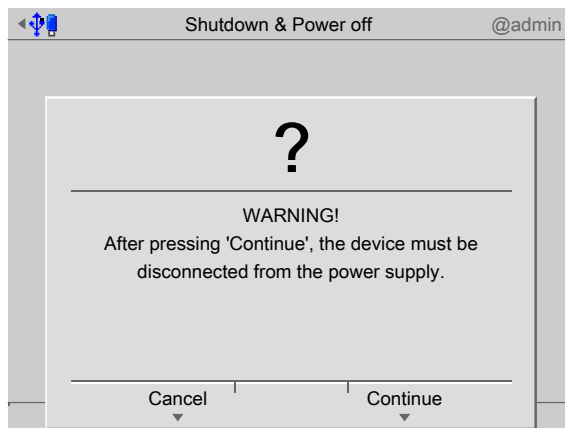 Shutdown & Power off @admin
?
WARNING!
After pressing 'Continue', the device must be
disconnected from the power supply.
Cancel Continue